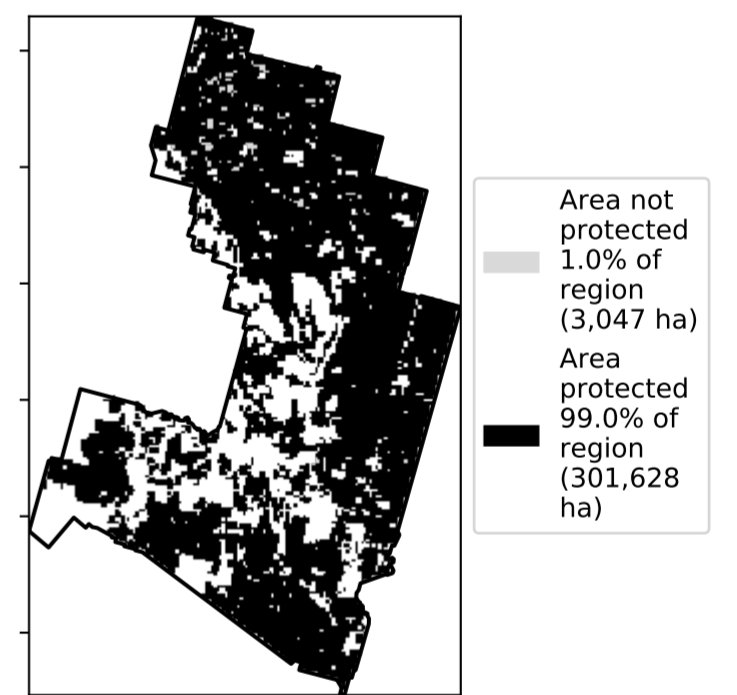 Area not
protected
1.0% of
region
(3,047 ha)
Area
protected
99.0% of
region
(301,628
ha)